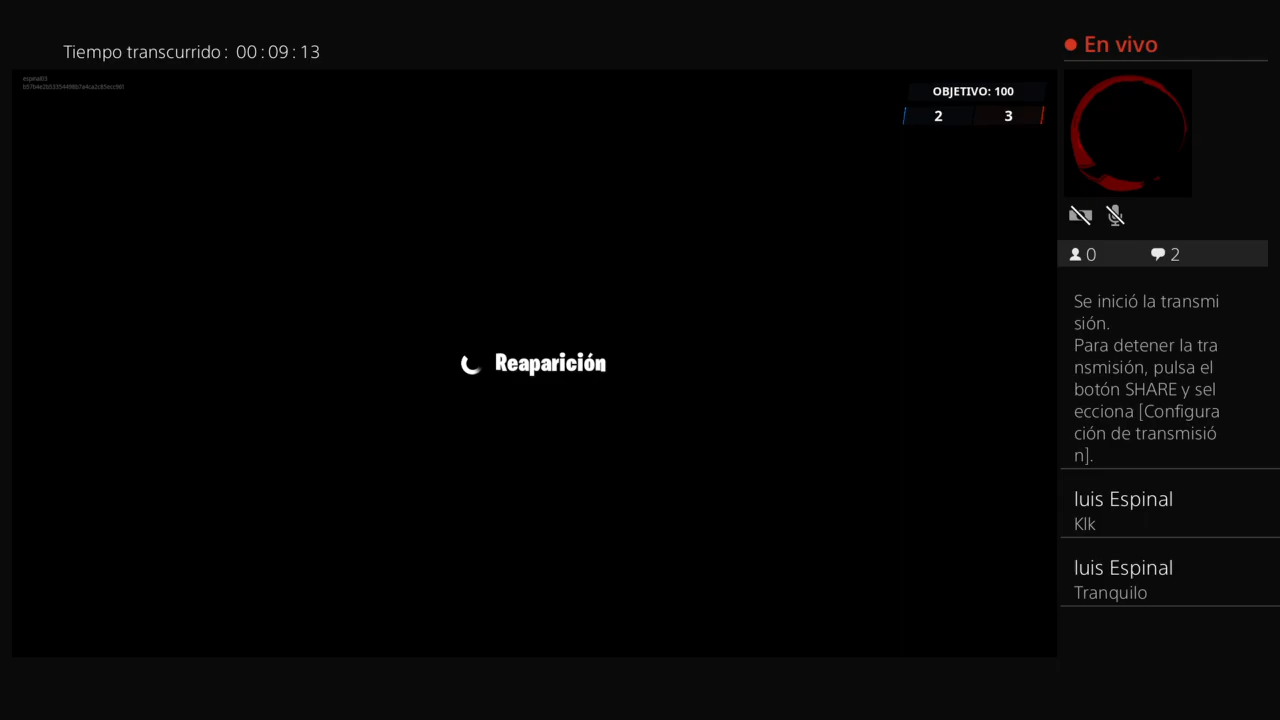 Tiempo transcurrido : 00:09:13
En vivo
espinal03
OBJETIVO: 100
2 3
0 2
Se inició la transmi
sión.
Para detener la tra
nsmisión, pulsa el
botón SHARE y sel
ecciona [Configura
ción de transmisió
n].
Reaparición
luis Espinal
Klk
luis Espinal
Tranquilo